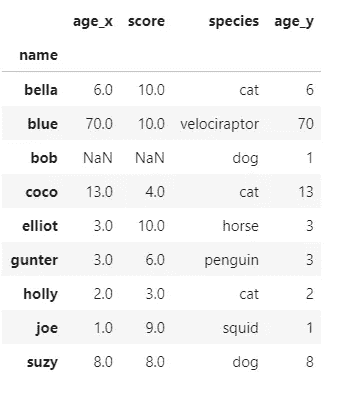 age_x score species age_y
name
bella 6.0 10.0 cat 6
blue 70.0 10.0 velociraptor 70
bob NaN NaN dog 1
coco 13.0 4.0 cat 13
elliot 3.0 10.0 horse 3
gunter 3.0 6.0 penguin 3
holly 2.0 3.0 cat 2
joe 1.0 9.0 squid 1
suzy 8.0 8.0 dog 8